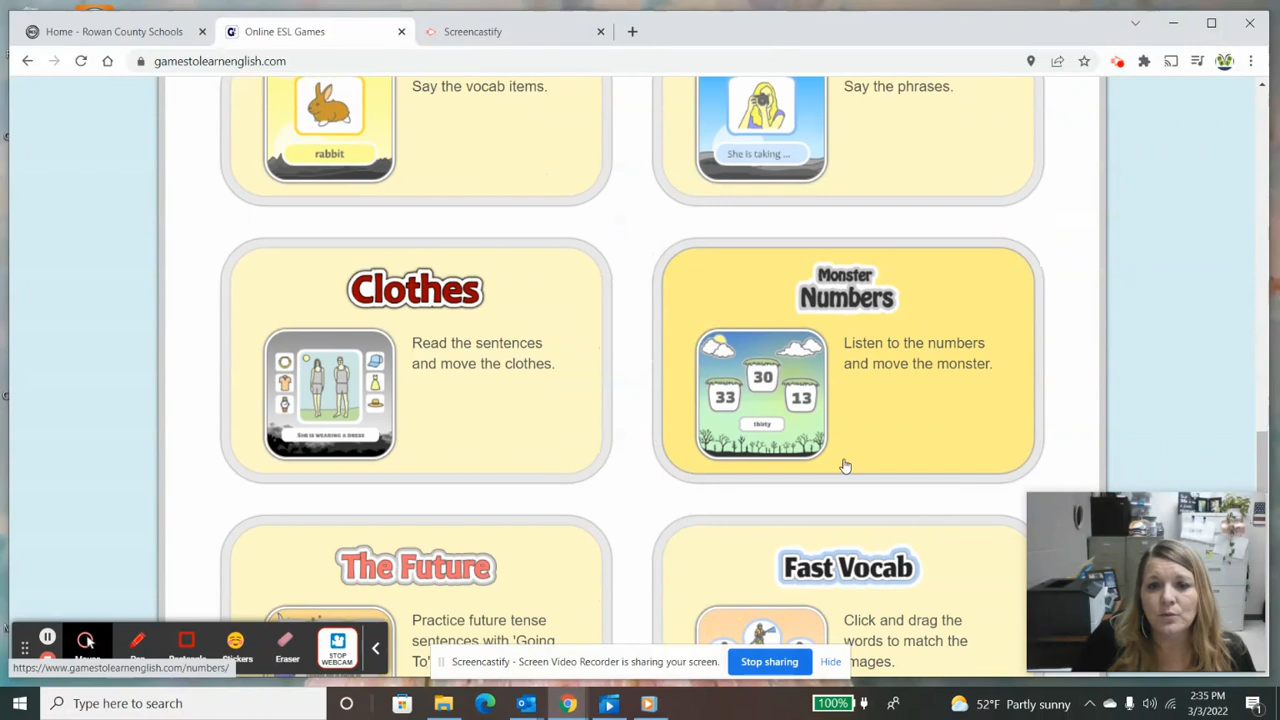 Home - Rowan County Schools
Online ESL Games
Screencastify
gamestolearnenglish.com
Say the vocab items.
Say the phrases.
rabbit
She is taking ...
Clothes
Read the sentences
and move the clothes.
SHE IS WEARING A DRESS
Monster
Numbers
Listen to the numbers
and move the monster.
30
33
13
thirty
The Future
Practice future tense
sentences with 'Going
To'
Fast Vocab
Click and drag the
words to match the
images.
Stickers
Eraser
STOP
WEBCAM
https://www.gamestolearnenglish.com/numbers/
Screencastify - Screen Video Recorder is sharing your screen.
Stop sharing
Hide
Type here to search
100%
52°F Partly sunny
2:35 PM
3/3/2022
1